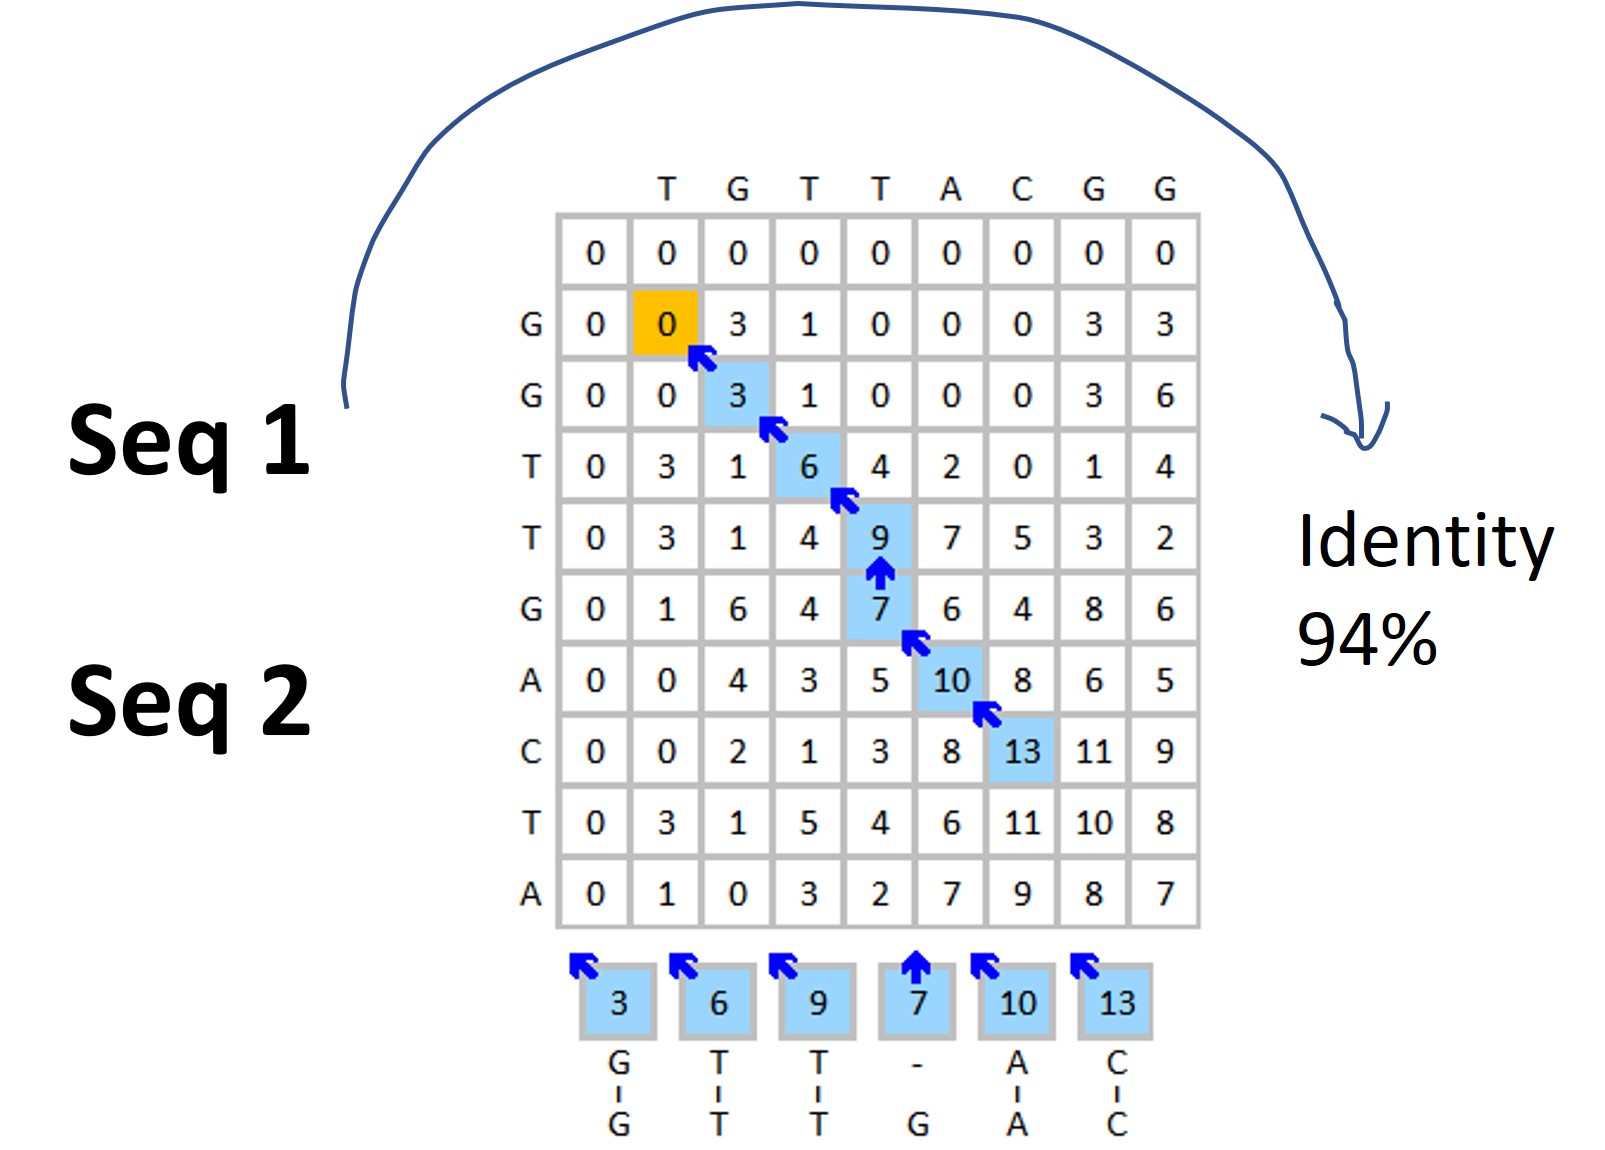 T G T T A C G G
0 0 0 0 0 0 0 0 0
G 0 0 3 1 0 0 0 3 3
G 0 0 3 1 0 0 0 3 6
Seq 1
T 0 3 1 6 4 2 0 1 4
T 0 3 1 4 9 7 5 3 2
Identity
94%
G 0 1 6 4 7 6 4 8 6
A 0 0 4 3 5 10 8 6 5
Seq 2
C 0 0 2 1 3 8 13 11 9
T 0 3 1 5 4 6 11 10 8
A 0 1 0 3 2 7 9 8 7
3 6 9 7 10 13
G T T - A C
G T T G A C